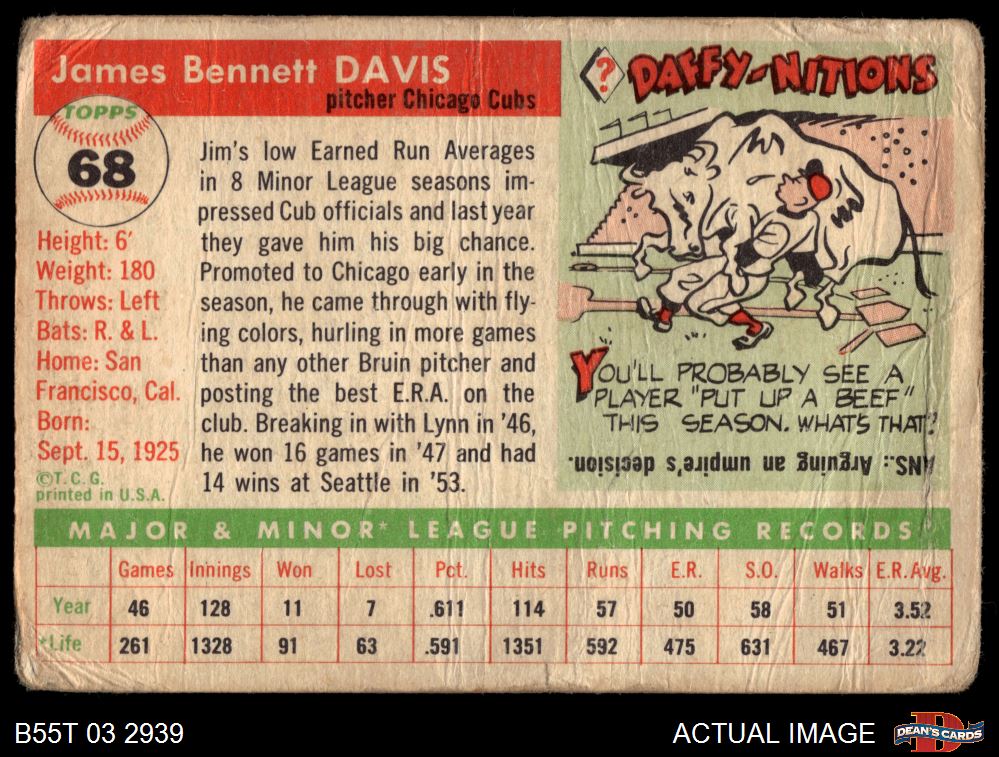 James Bennett DAVIS
pitcher Chicago Cubs
TOPPS
68
Height: 6'
Weight: 180
Throws: Left
Bats: R. & L.
Home: San
Francisco, Cal.
Born:
Sept. 15, 1925
©T.C.G.
printed in U.S.A.
Jim's low Earned Run Averages
in 8 Minor League seasons im-
pressed Cub officials and last year
they gave him his big chance.
Promoted to Chicago early in the
season, he came through with fly-
ing colors, hurling in more games
than any other Bruin pitcher and
posting the best E.R.A. on the
club. Breaking in with Lynn in '46,
he won 16 games in '47 and had
14 wins at Seattle in '53.
? DAFFY-NITIONS
YOU'LL PROBABLY SEE A
PLAYER "PUT UP A BEEF"
THIS SEASON. WHAT'S THAT?
ANS.: Arguing an umpire's decision.
MAJOR & MINOR* LEAGUE PITCHING RECORDS
Games Innings Won Lost Pct. Hits Runs E.R. S.O. Walks E.R.Avg.
Year 46 128 11 7 .611 114 57 50 58 51 3.52
*Life 261 1328 91 63 .591 1351 592 475 631 467 3.22
B55T 03 2939
ACTUAL IMAGE
DEAN'S CARDS